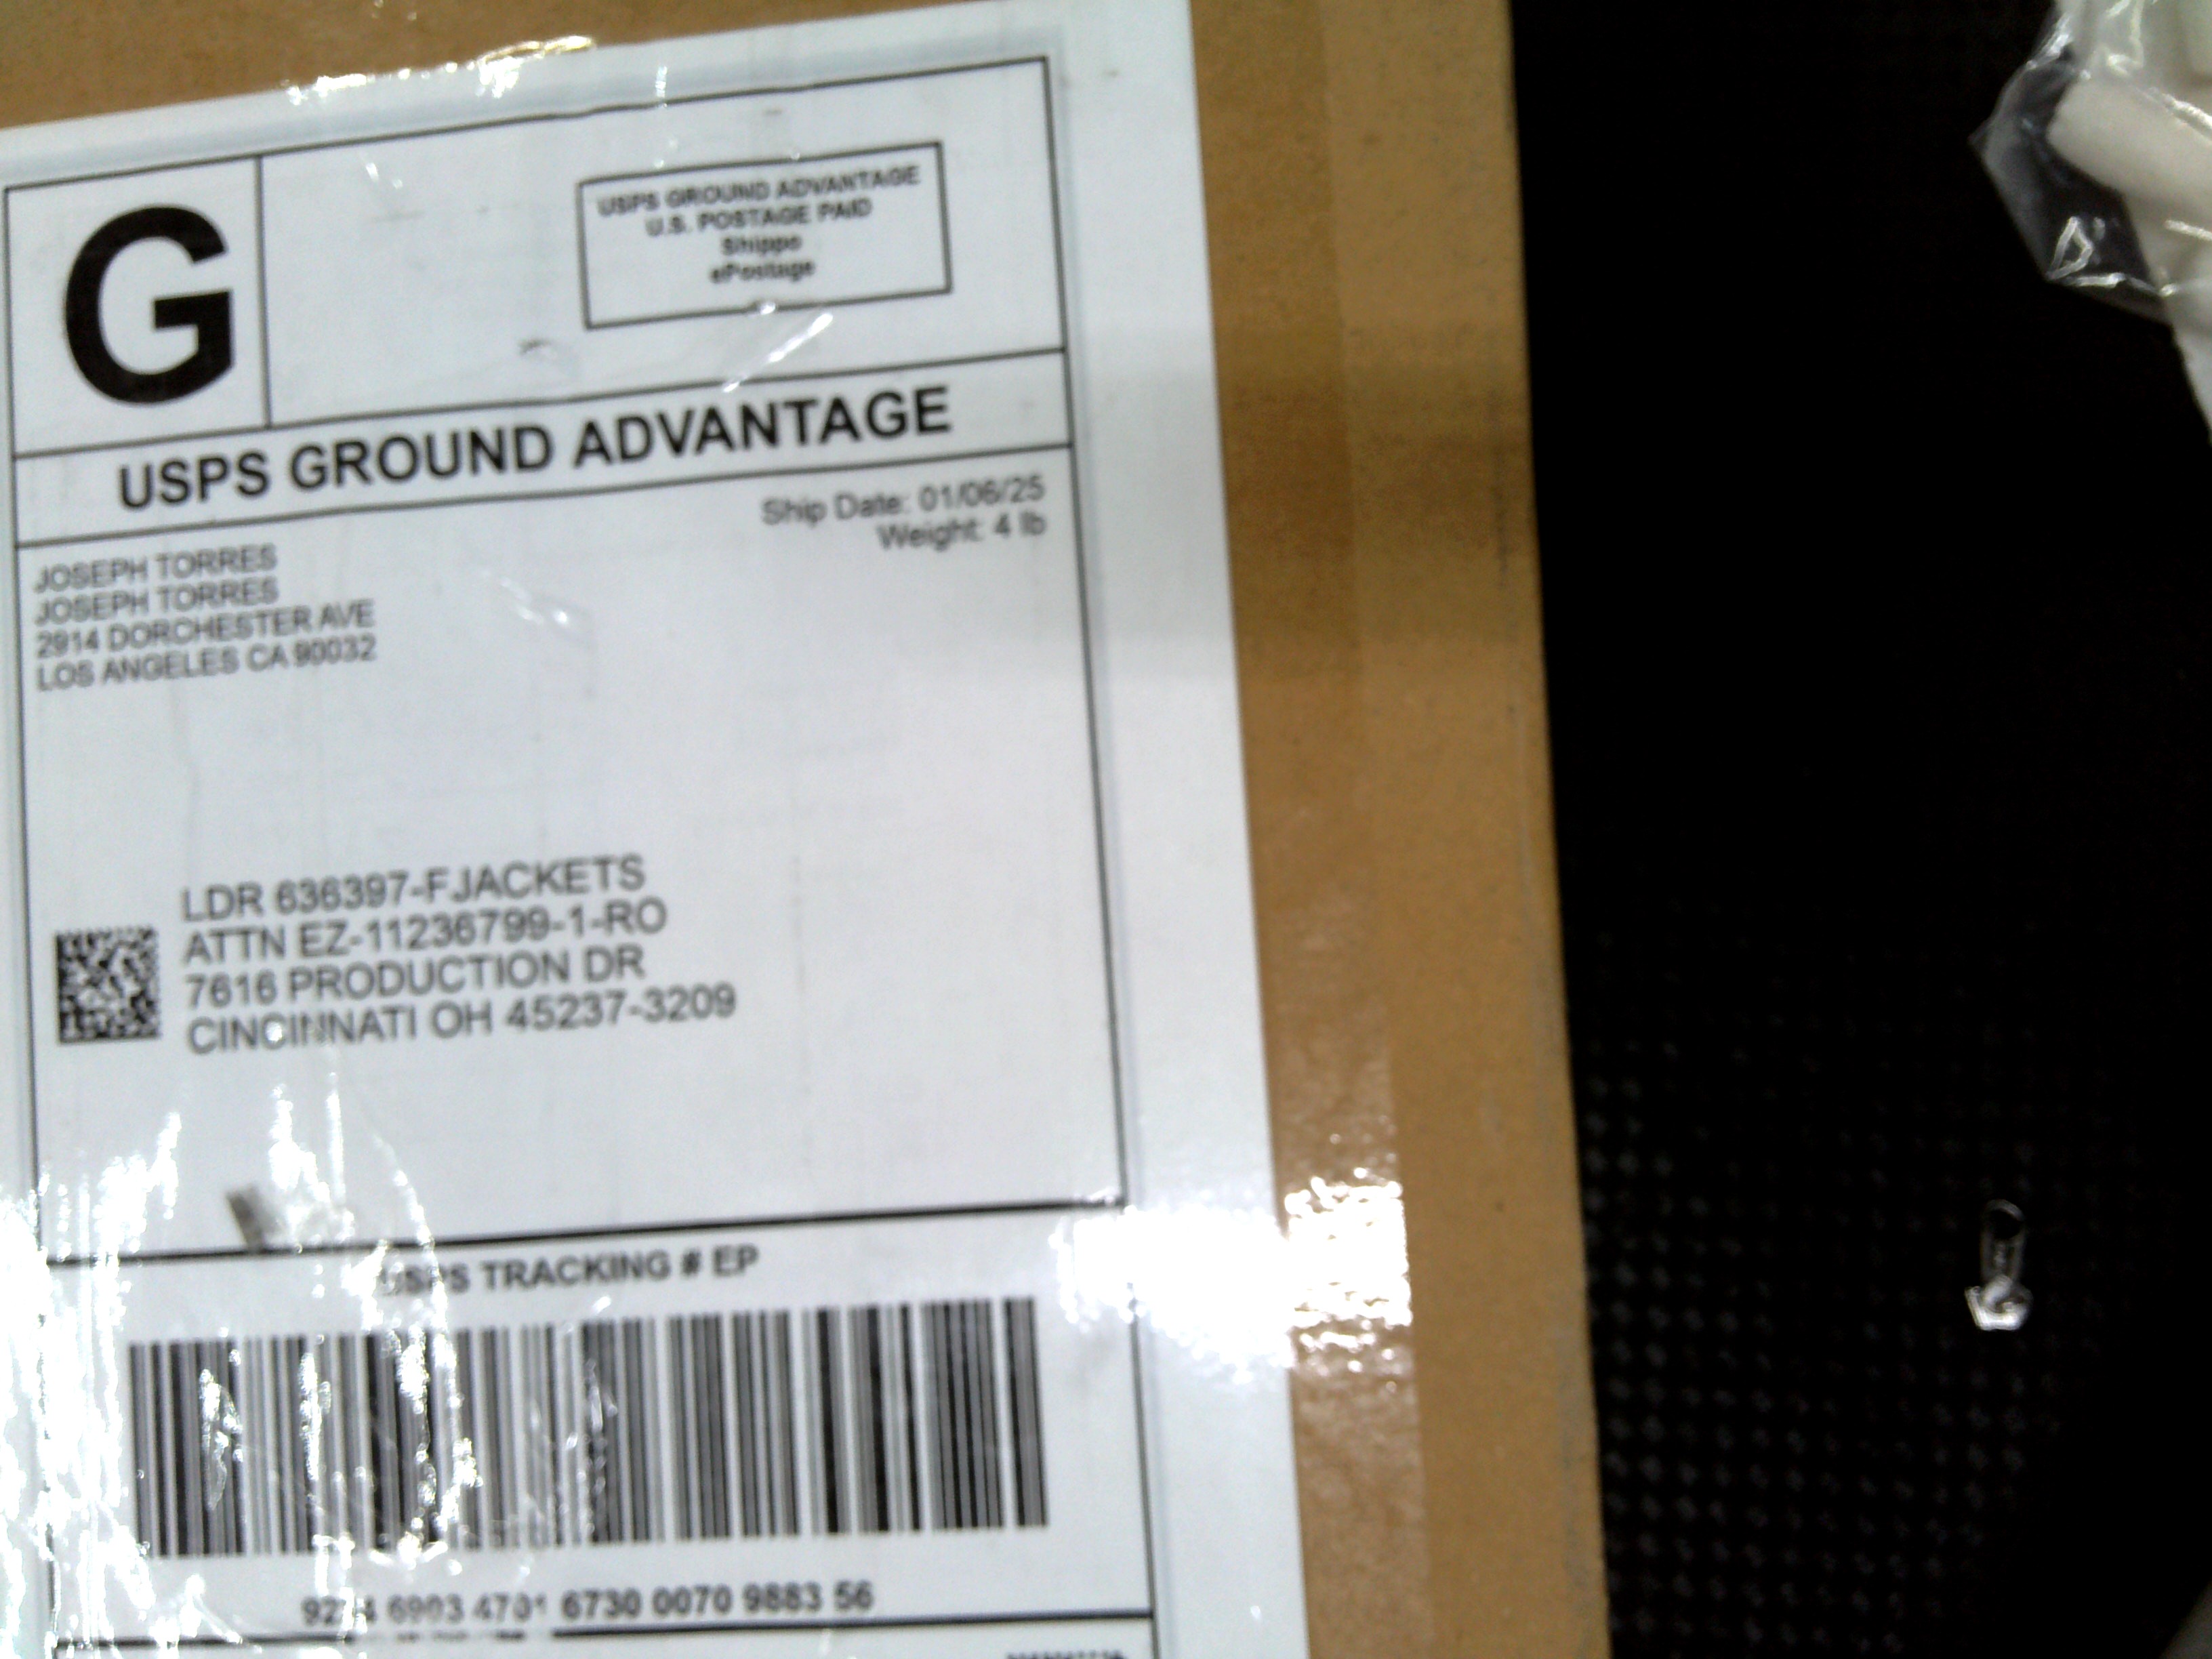 G
USPS GROUND ADVANTAGE
U.S. POSTAGE PAID
Shippo
ePostage
USPS GROUND ADVANTAGE
Ship Date: 01/06/25
Weight: 4 lb
JOSEPH TORRES
JOSEPH TORRES
2914 DORCHESTER AVE
LOS ANGELES CA 90032
LDR 636397-FJACKETS
ATTN EZ-11236799-1-RO
7616 PRODUCTION DR
CINCINNATI OH 45237-3209
USPS TRACKING # EP
6903 6730 0070 9883 56